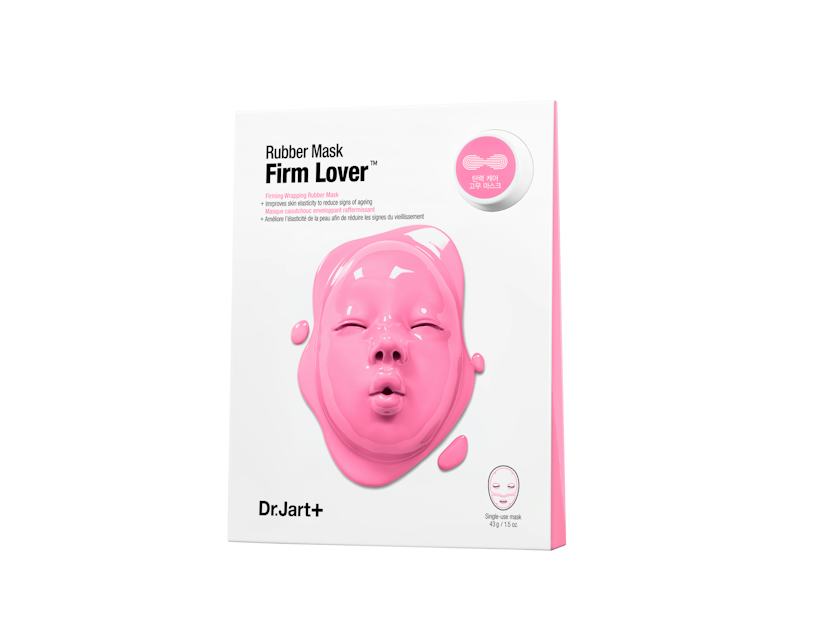 Rubber Mask
Firm Lover™
Firming Wrapping Rubber Mask
+ Improves skin elasticity to reduce signs of ageing
Masque caoutchouc enveloppant raffermissant
+ Améliore l'élasticité de la peau afin de réduire les signes du vieillissement
탄력 케어
고무 마스크
Dr.Jart+
Single-use mask
43 g / 1.5 oz